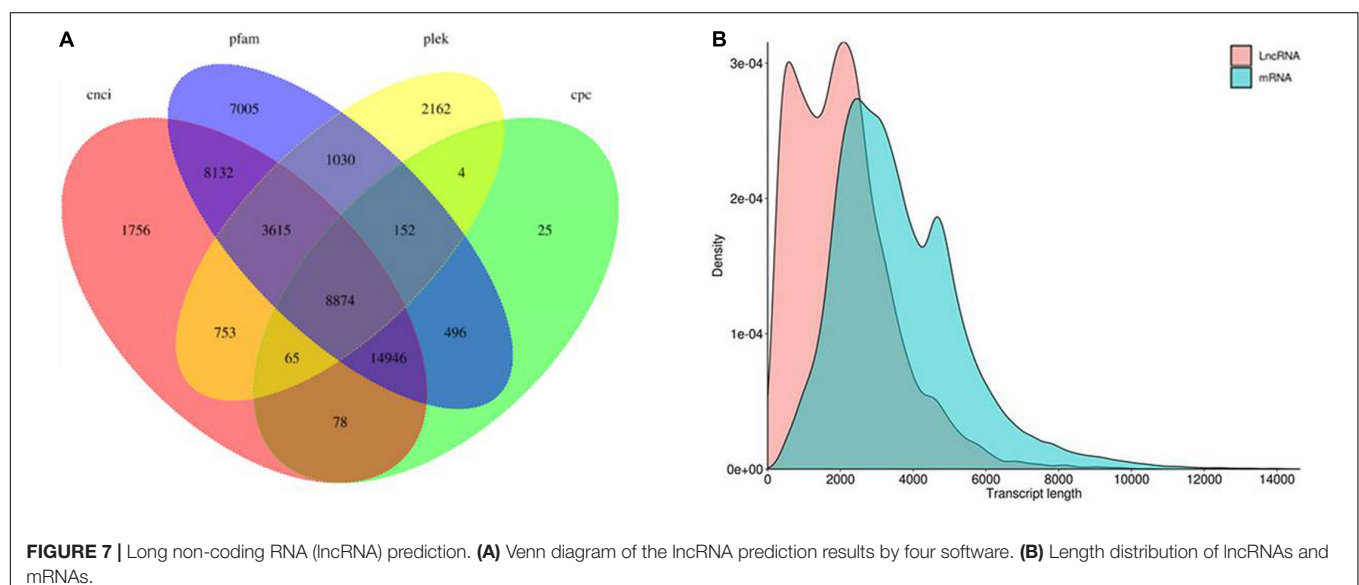 A
pfam
plek
cnci
cpc
7005
2162
8132
1030
4
1756
3615
152
25
8874
753
496
65
14946
78
B
LncRNA
mRNA
3e-04
2e-04
1e-04
0e+00
Density
0 2000 4000 6000 8000 10000 12000 14000
Transcript length
FIGURE 7 | Long non-coding RNA (lncRNA) prediction. (A) Venn diagram of the lncRNA prediction results by four software. (B) Length distribution of lncRNAs and
mRNAs.